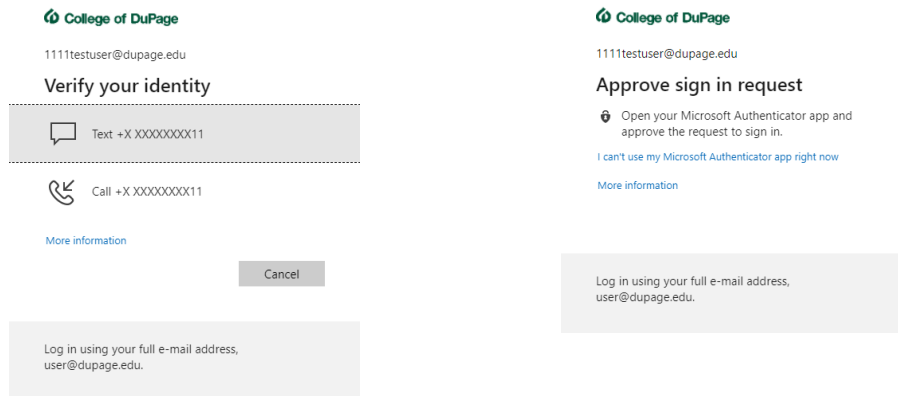 College of DuPage
1111testuser@dupage.edu
Verify your identity
Text +X XXXXXXXX11
Call +X XXXXXXXX11
More information
Cancel
Log in using your full e-mail address,
user@dupage.edu.
College of DuPage
1111testuser@dupage.edu
Approve sign in request
Open your Microsoft Authenticator app and
approve the request to sign in.
I can't use my Microsoft Authenticator app right now
More information
Log in using your full e-mail address,
user@dupage.edu.